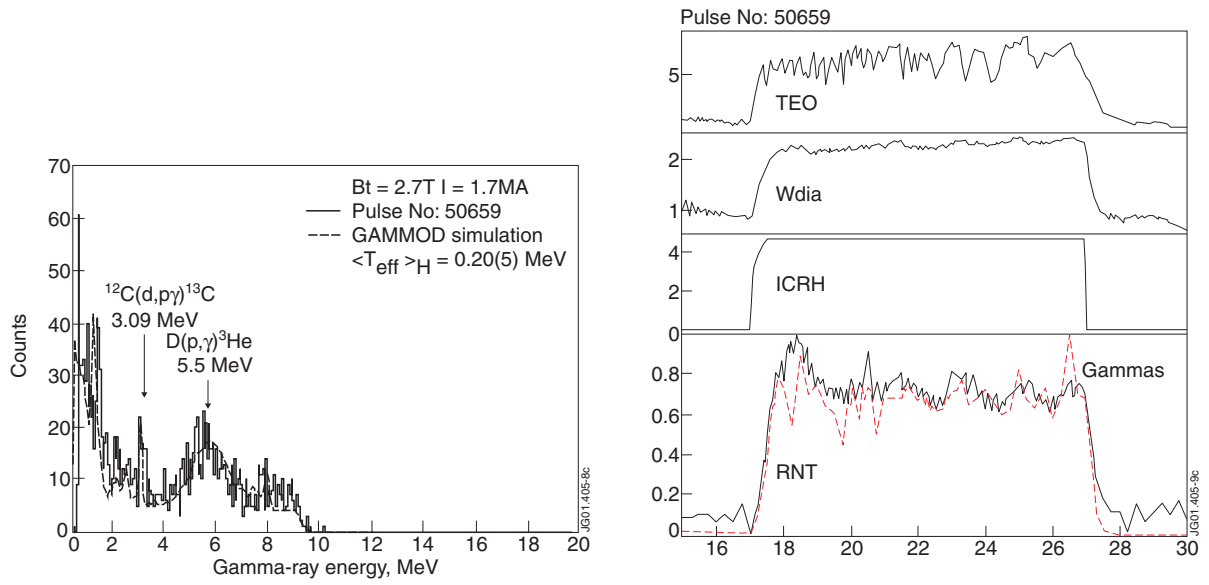 70
60
50
40
30
20
10
0
Counts
Bt = 2.7T I = 1.7MA
Pulse No: 50659
GAMMOD simulation
<T_eff>_H = 0.20(5) MeV
¹²C(d,pγ)¹³C
3.09 MeV
D(p,γ)³He
5.5 MeV
0 2 4 6 8 10 12 14 16 18 20
Gamma-ray energy, MeV
JG01.405-8c
Pulse No: 50659
5
TEO
2
1
Wdia
4
2
0
ICRH
0.8
0.6
0.4
0.2
0
Gammas
RNT
16 18 20 22 24 26 28 30
JG01.405-9c